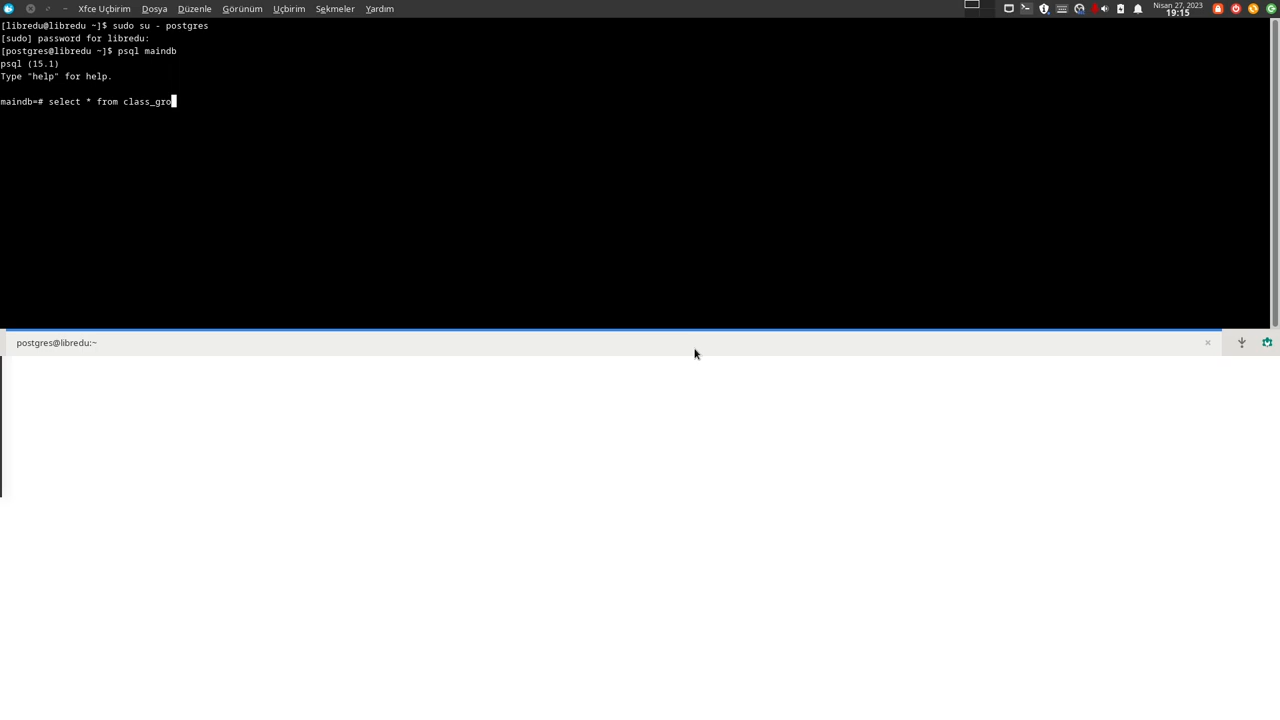 Xfce Uçbirim Dosya Düzenle Görünüm Uçbirim Sekmeler Yardım
Nisan 27, 2023
19:15
[libredu@libredu ~]$ sudo su - postgres
[sudo] password for libredu:
[postgres@libredu ~]$ psql maindb
psql (15.1)
Type "help" for help.
maindb=# select * from class_gro
postgres@libredu:~